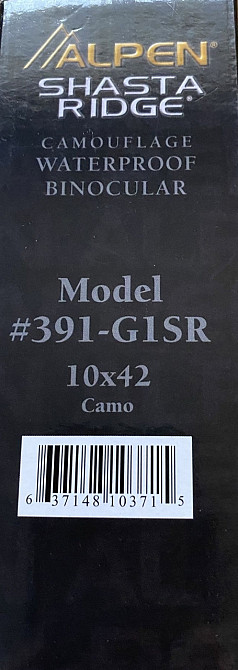 ALPEN®
SHASTA
RIDGE®
CAMOUFLAGE
WATERPROOF
BINOCULAR
Model
#391-G1SR
10x42
Camo
6 37148 10371 5